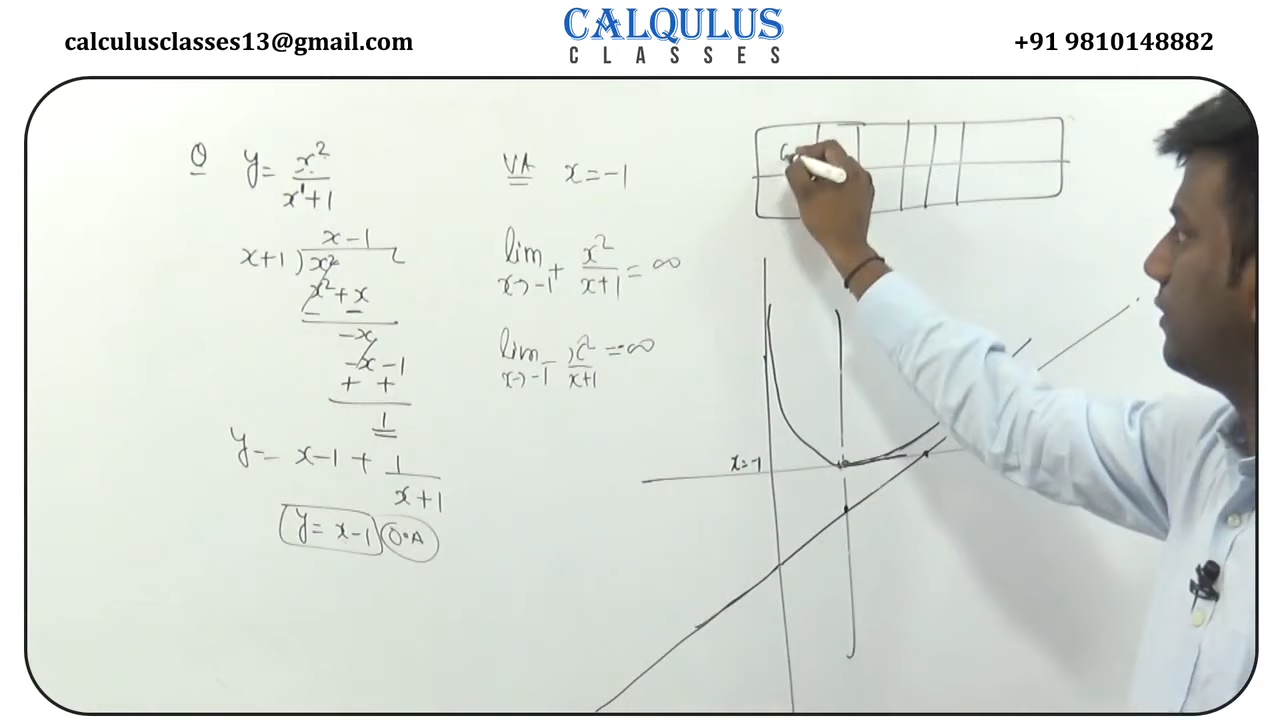 calculusclasses13@gmail.com
CALQULUS
CLASSES
+91 9810148882
Q y = x² / x¹+1
x-1
x+1 ) x²
x² + x
- -
-x
-x -1
+ +
1
y = x-1 + 1 / x+1
y = x-1 O.A
VA x = -1
lim x→-1⁺ x² / x+1 = ∞
lim x→-1⁻ x² / x+1 = -∞
x=-1